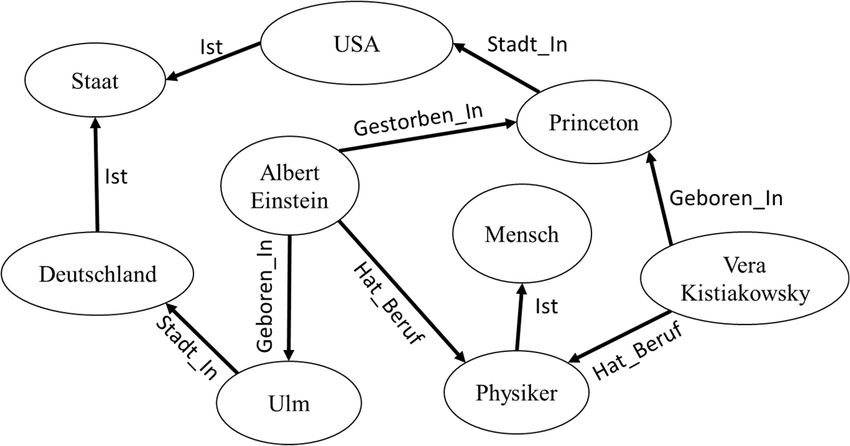 USA
Ist
Stadt_In
Staat
Princeton
Gestorben_In
Albert
Einstein
Ist
Geboren_In
Mensch
Vera
Kistiakowsky
Deutschland
Geboren_In
Hat_Beruf
Ist
Stadt_In
Hat_Beruf
Physiker
Ulm